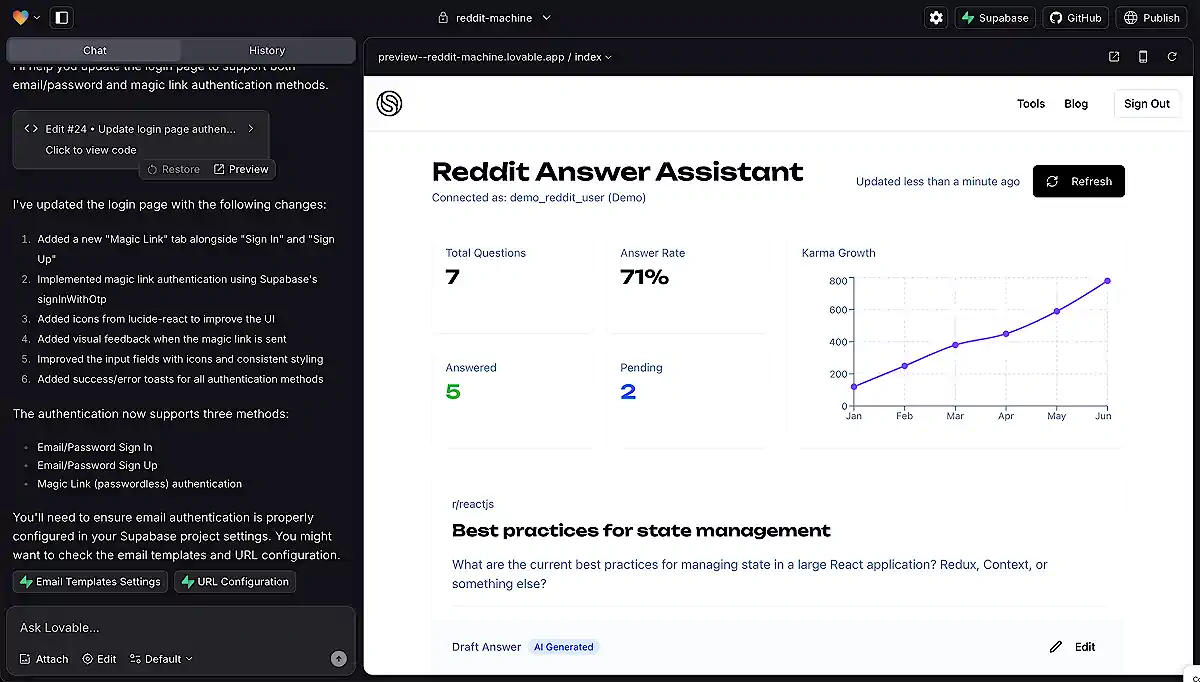 reddit-machine
Supabase
GitHub
Publish
Chat
History
preview--reddit-machine.lovable.app / index
I'll help you update the login page to support both
email/password and magic link authentication methods.
Edit #24 • Update login page authen...
Click to view code
Restore
Preview
I've updated the login page with the following changes:
1. Added a new "Magic Link" tab alongside "Sign In" and "Sign
Up"
2. Implemented magic link authentication using Supabase's
signInWithOtp
3. Added icons from lucide-react to improve the UI
4. Added visual feedback when the magic link is sent
5. Improved the input fields with icons and consistent styling
6. Added success/error toasts for all authentication methods
The authentication now supports three methods:
• Email/Password Sign In
• Email/Password Sign Up
• Magic Link (passwordless) authentication
You'll need to ensure email authentication is properly
configured in your Supabase project settings. You might
want to check the email templates and URL configuration.
Email Templates Settings
URL Configuration
Ask Lovable...
Attach
Edit
Default
Tools
Blog
Sign Out
Reddit Answer Assistant
Connected as: demo_reddit_user (Demo)
Updated less than a minute ago
Refresh
Total Questions
7
Answer Rate
71%
Answered
5
Pending
2
Karma Growth
800
600
400
200
0
Jan Feb Mar Apr May Jun
r/reactjs
Best practices for state management
What are the current best practices for managing state in a large React application? Redux, Context, or
something else?
Draft Answer
AI Generated
Edit